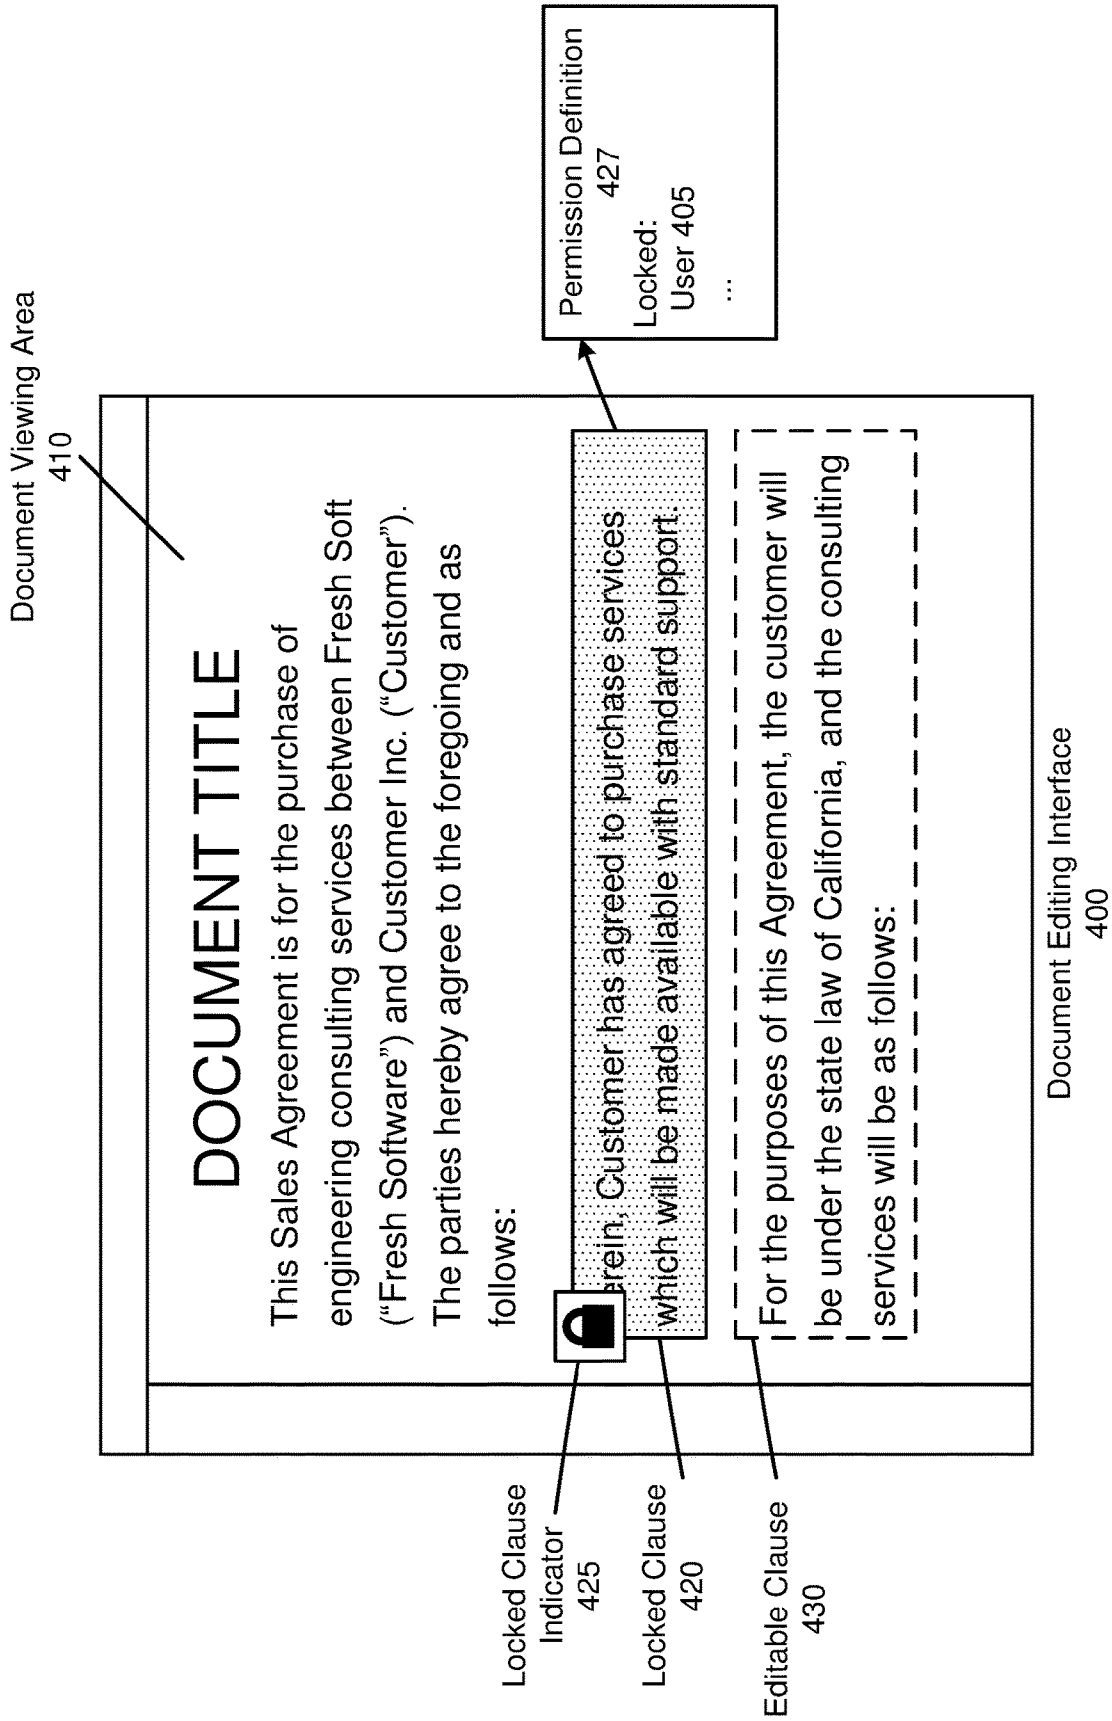 Document Viewing Area
410
DOCUMENT TITLE
This Sales Agreement is for the purchase of
engineering consulting services between Fresh Soft
(“Fresh Software”) and Customer Inc. (“Customer”).
The parties hereby agree to the foregoing and as
follows:
Locked Clause
Indicator
425
erein, Customer has agreed to purchase services
which will be made available with standard support.
Locked Clause
420
Permission Definition
427
Locked:
User 405
...
For the purposes of this Agreement, the customer will
be under the state law of California, and the consulting
services will be as follows:
Editable Clause
430
Document Editing Interface
400